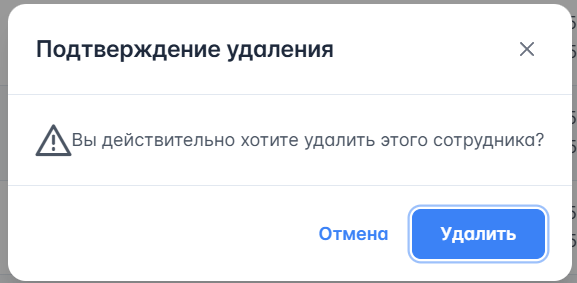 Подтверждение удаления
Вы действительно хотите удалить этого сотрудника?
Отмена Удалить